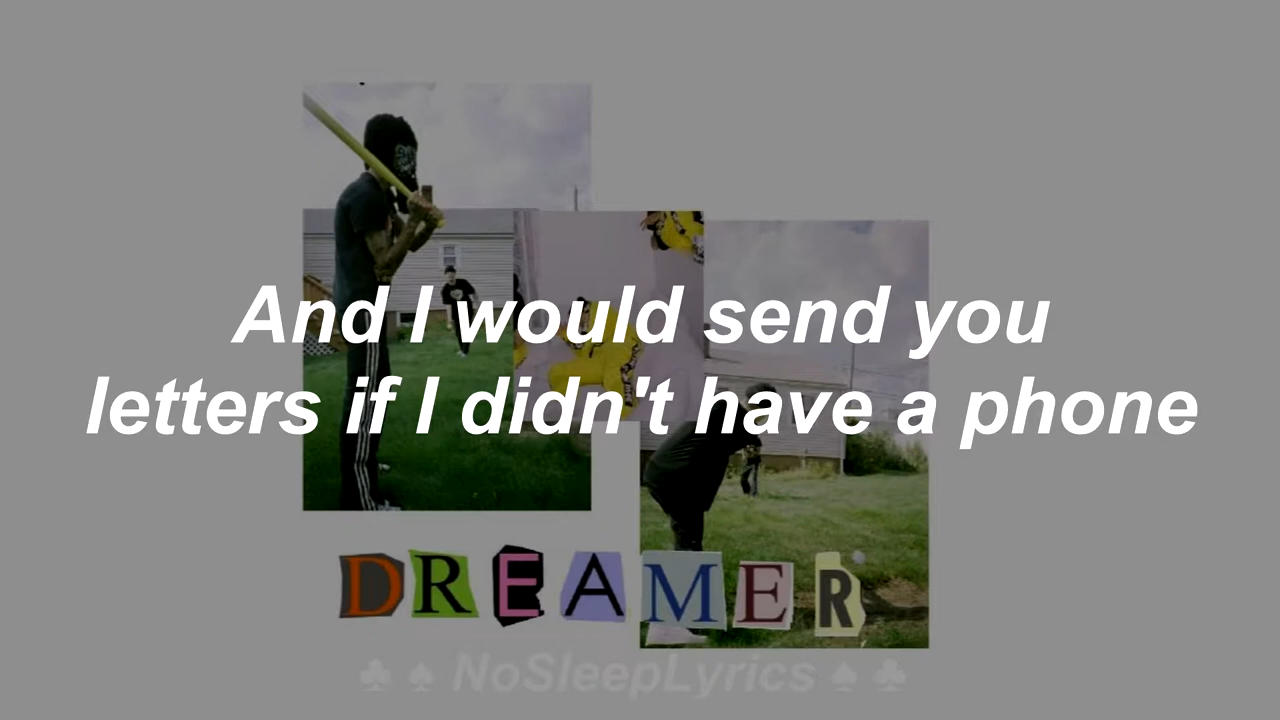 And I would send you
letters if I didn't have a phone
DREAMER
♣ ♠ NoSleepLyrics ♠ ♣